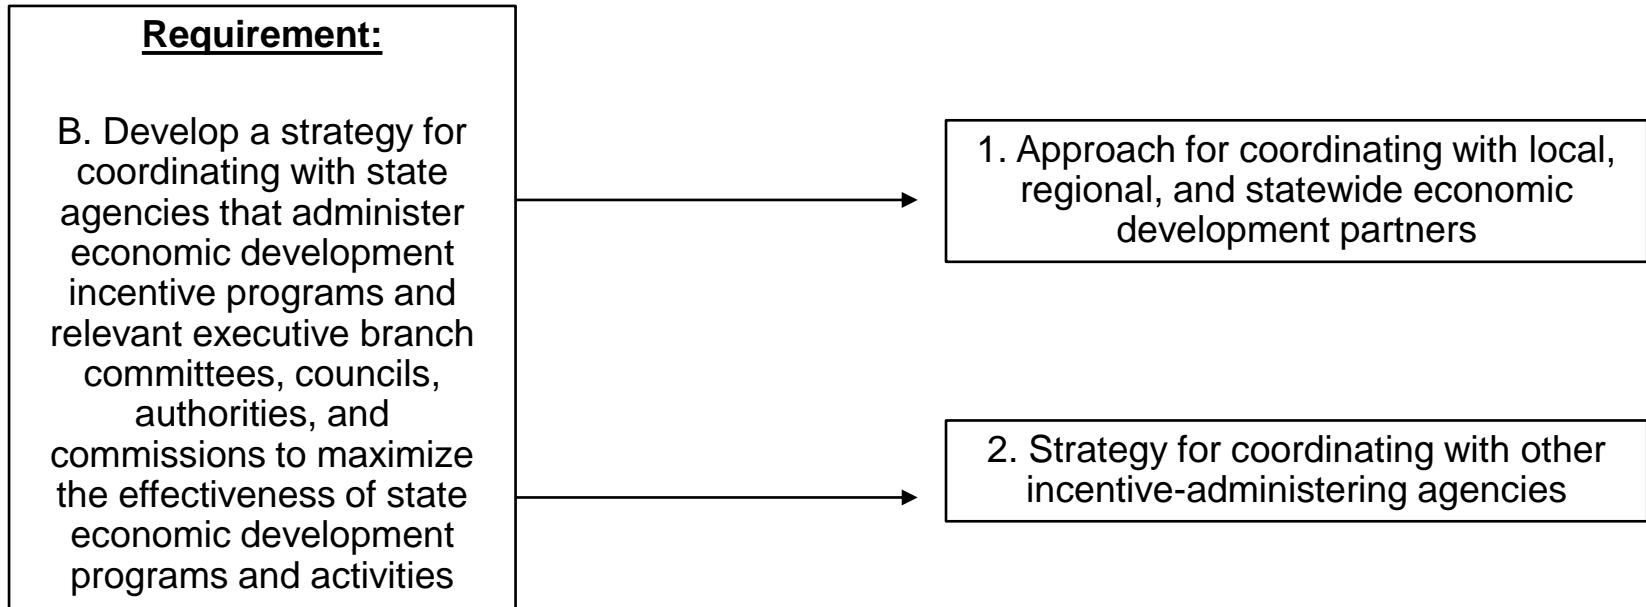 Requirement:
B. Develop a strategy for
coordinating with state
agencies that administer
economic development
incentive programs and
relevant executive branch
committees, councils,
authorities, and
commissions to maximize
the effectiveness of state
economic development
programs and activities
1. Approach for coordinating with local,
regional, and statewide economic
development partners
2. Strategy for coordinating with other
incentive-administering agencies